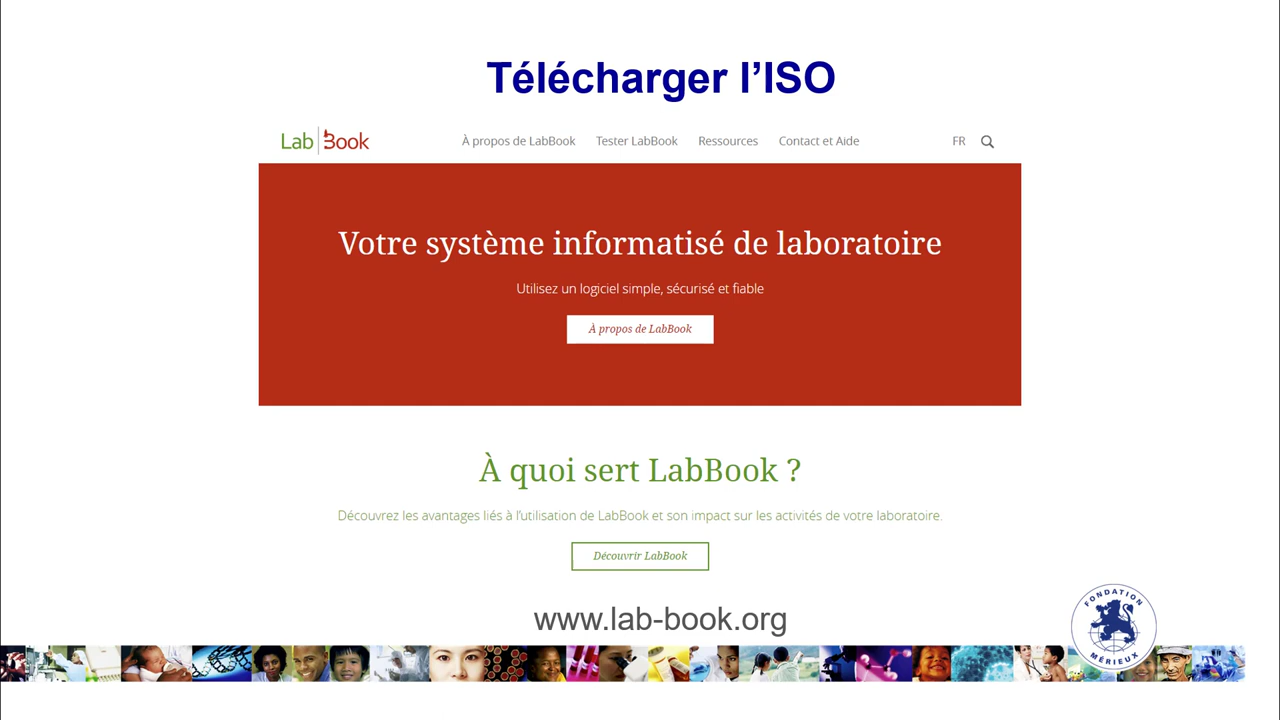 Télécharger l’ISO
Lab Book
À propos de LabBook
Tester LabBook
Ressources
Contact et Aide
FR
Votre système informatisé de laboratoire
Utilisez un logiciel simple, sécurisé et fiable
À propos de LabBook
À quoi sert LabBook ?
Découvrez les avantages liés à l’utilisation de LabBook et son impact sur les activités de votre laboratoire.
Découvrir LabBook
www.lab-book.org
FONDATION
MÉRIEUX